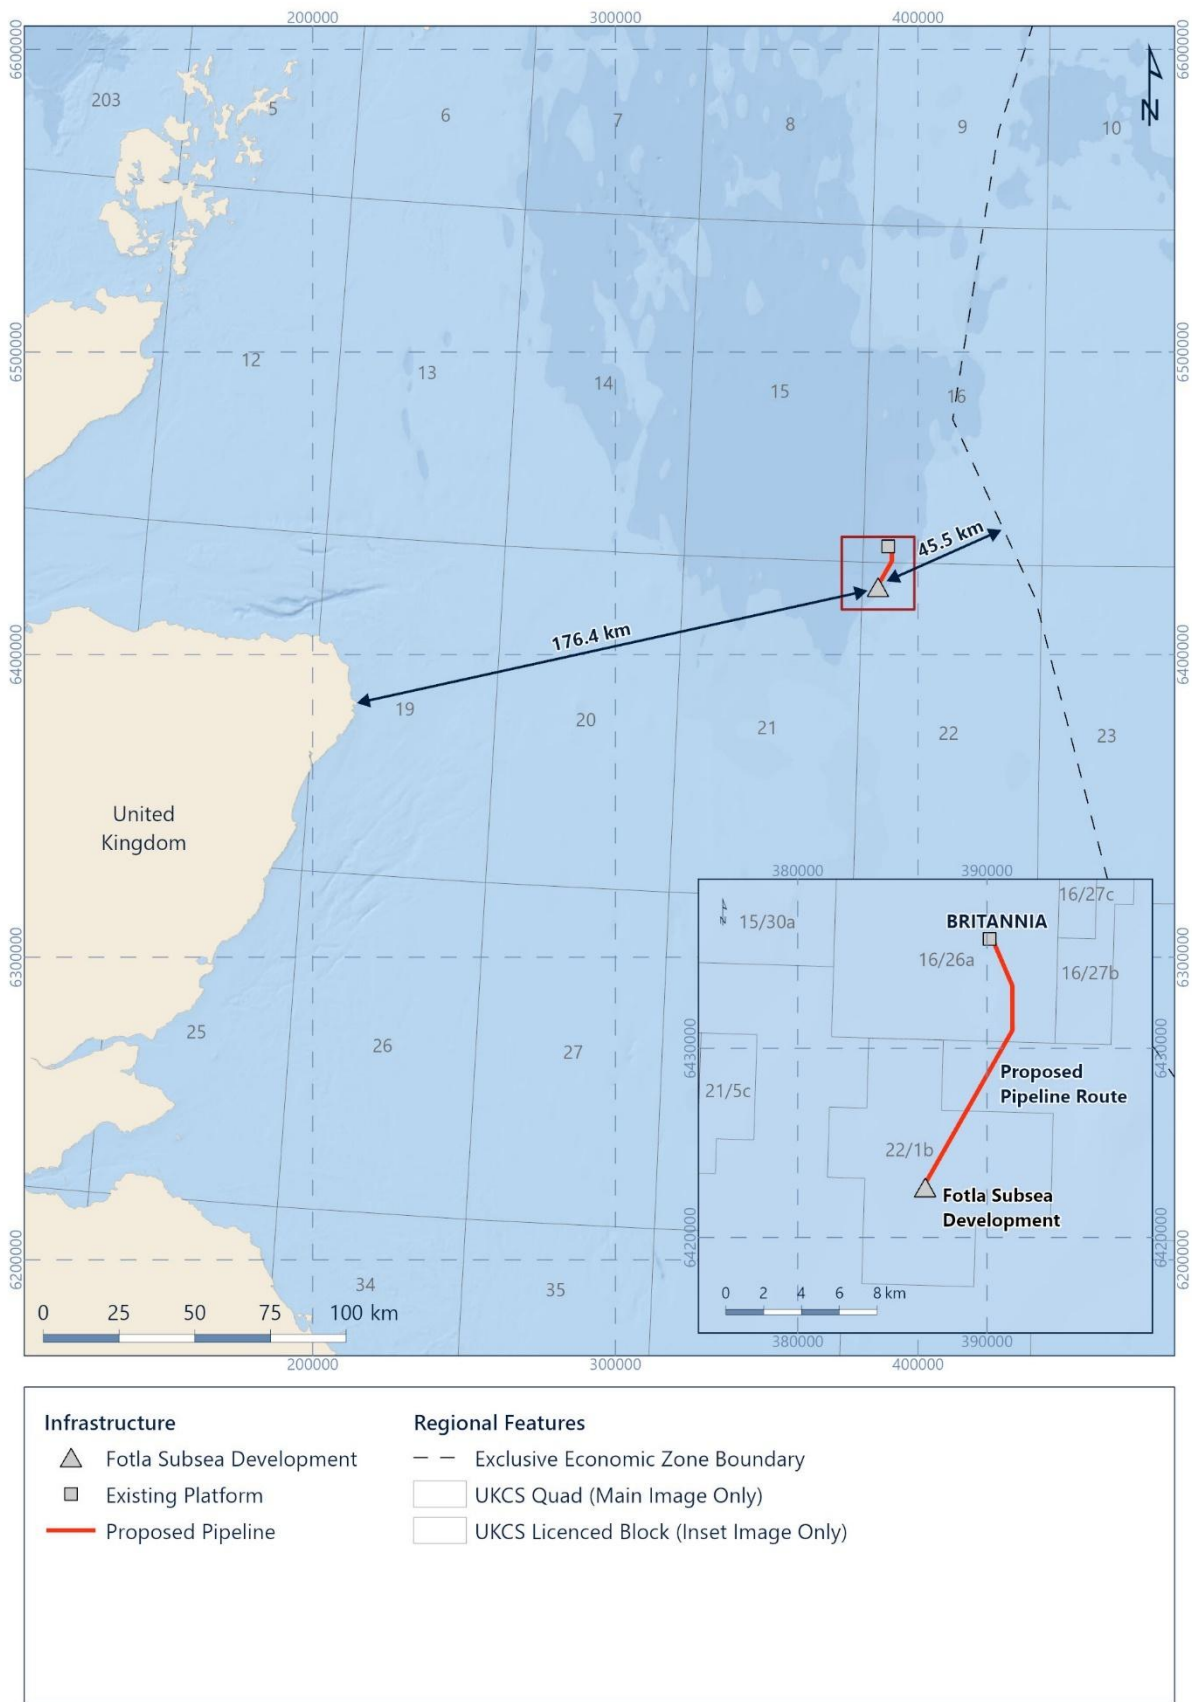 200000 300000 400000
6600000 6600000
203 5 6 7 8 9 10
N
6500000 6500000
12 13 14 15 16
45.5 km
176.4 km
6400000 6400000
19 20 21 22 23
United
Kingdom
6300000 6300000
25 26 27
6200000 6200000
34 35
0 25 50 75 100 km
200000 300000 400000
380000 390000
N
15/30a
BRITANNIA
16/27c
16/26a
16/27b
6430000 6430000
21/5c
Proposed
Pipeline Route
22/1b
Fotla Subsea
Development
6420000 6420000
0 2 4 6 8 km
380000 390000
Infrastructure
Fotla Subsea Development
Existing Platform
Proposed Pipeline
Regional Features
Exclusive Economic Zone Boundary
UKCS Quad (Main Image Only)
UKCS Licenced Block (Inset Image Only)